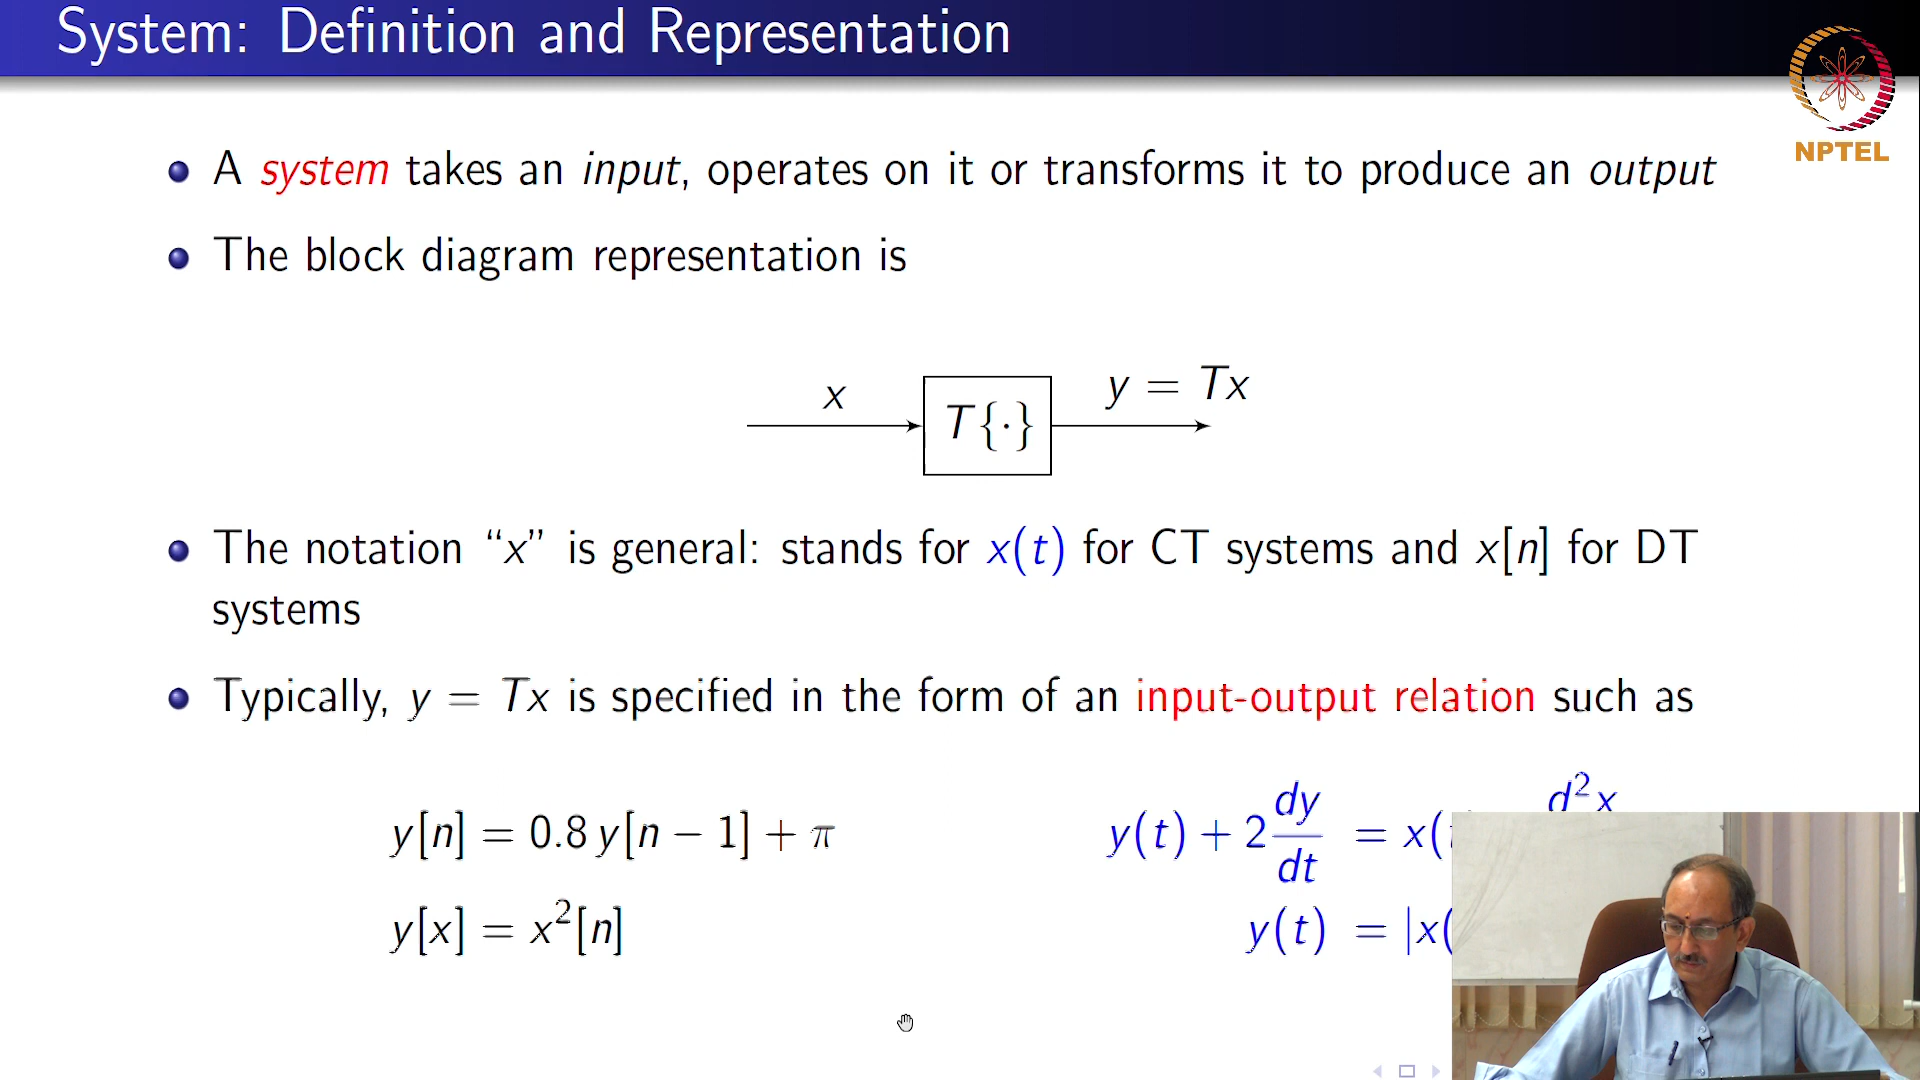 System: Definition and Representation
NPTEL
A system takes an input, operates on it or transforms it to produce an output
The block diagram representation is
x
T{·}
y = Tx
The notation “x” is general: stands for x(t) for CT systems and x[n] for DT
systems
Typically, y = Tx is specified in the form of an input-output relation such as
y[n] = 0.8 y[n − 1] + π
y(t) + 2 dy/dt = x( d²x
y[x] = x²[n]
y(t) = |x(